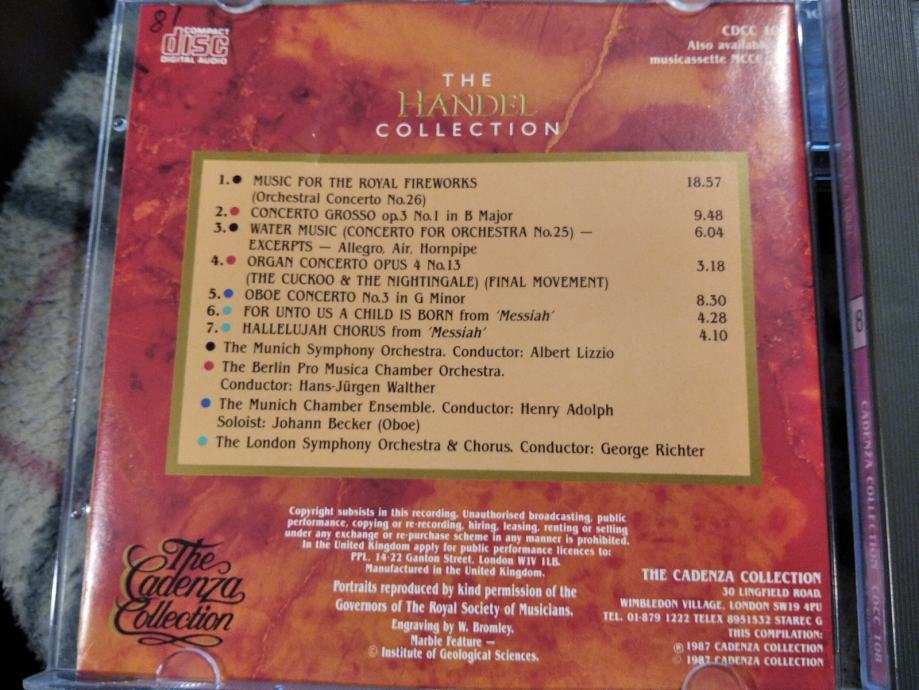 81
COMPACT
disc
DIGITAL AUDIO
CDCC
Also available
musicassette MCCC
THE
HANDEL
COLLECTION
1. ● MUSIC FOR THE ROYAL FIREWORKS 18.57
(Orchestral Concerto No.26)
2. ● CONCERTO GROSSO op.3 No.1 in B Major 9.48
3. ● WATER MUSIC (CONCERTO FOR ORCHESTRA No.25) — 6.04
EXCERPTS — Allegro, Air, Hornpipe
4. ● ORGAN CONCERTO OPUS 4 No.13 3.18
(THE CUCKOO & THE NIGHTINGALE) (FINAL MOVEMENT)
5. ● OBOE CONCERTO No.3 in G Minor 8.30
6. ● FOR UNTO US A CHILD IS BORN from 'Messiah' 4.28
7. ● HALLELUJAH CHORUS from 'Messiah' 4.10
● The Munich Symphony Orchestra. Conductor: Albert Lizzio
● The Berlin Pro Musica Chamber Orchestra.
Conductor: Hans-Jürgen Walther
● The Munich Chamber Ensemble. Conductor: Henry Adolph
Soloist: Johann Becker (Oboe)
● The London Symphony Orchestra & Chorus. Conductor: George Richter
Copyright subsists in this recording. Unauthorised broadcasting, public
performance, copying or re-recording, hiring, leasing, renting or selling
under any exchange or re-purchase scheme in any manner is prohibited.
In the United Kingdom apply for public performance licences to:
PPL, 14-22 Ganton Street, London W1V 1LB.
Manufactured in the United Kingdom.
Portraits reproduced by kind permission of the
Governors of The Royal Society of Musicians.
Engraving by W. Bromley.
Marble Feature —
© Institute of Geological Sciences.
The
Cadenza
Collection
THE CADENZA COLLECTION
30 LINGFIELD ROAD,
WIMBLEDON VILLAGE, LONDON SW19 4PU
TEL. 01-879 1222 TELEX 8951532 STAREC G
THIS COMPILATION:
℗ 1987 CADENZA COLLECTION
© 1987 CADENZA COLLECTION
8
CADENZA COLLECTION CDCC 108